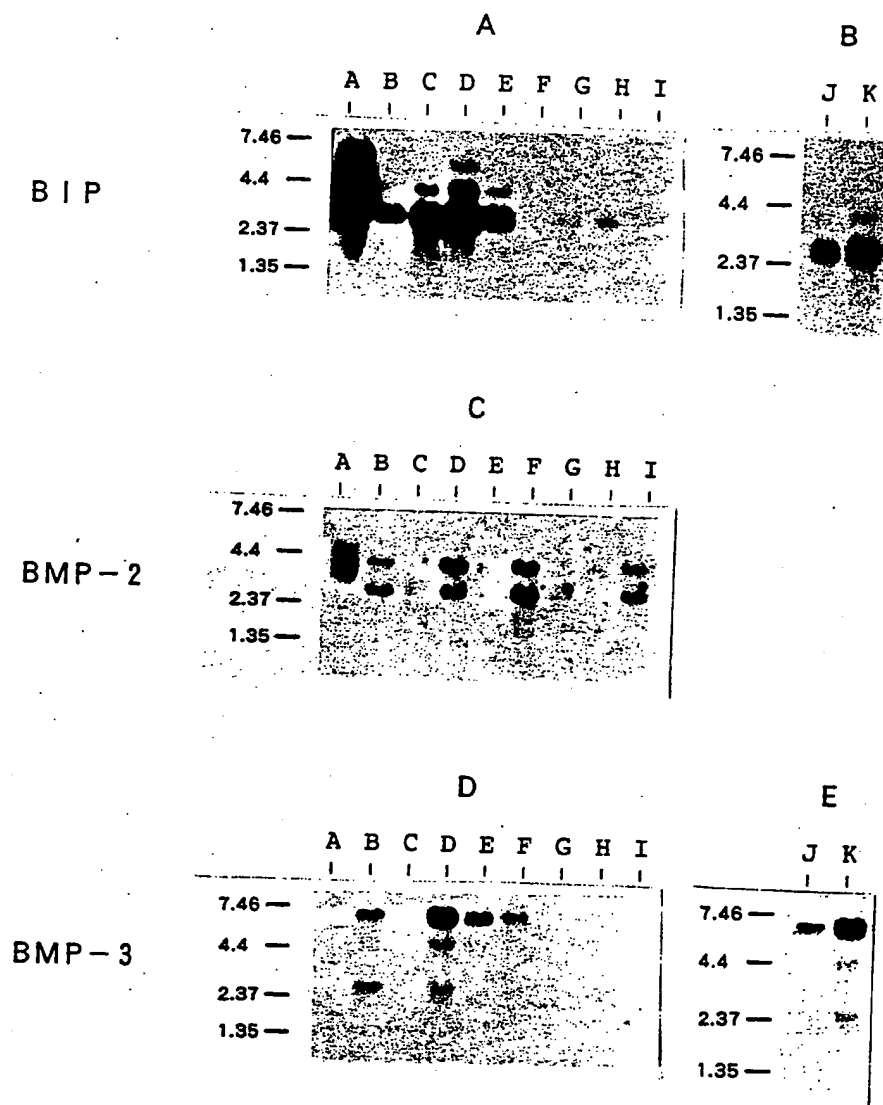 A
B
A B C D E F G H I
J K
BIP
7.46
4.4
2.37
1.35
7.46
4.4
2.37
1.35
C
A B C D E F G H I
BMP-2
7.46
4.4
2.37
1.35
D
E
A B C D E F G H I
J K
BMP-3
7.46
4.4
2.37
1.35
7.46
4.4
2.37
1.35